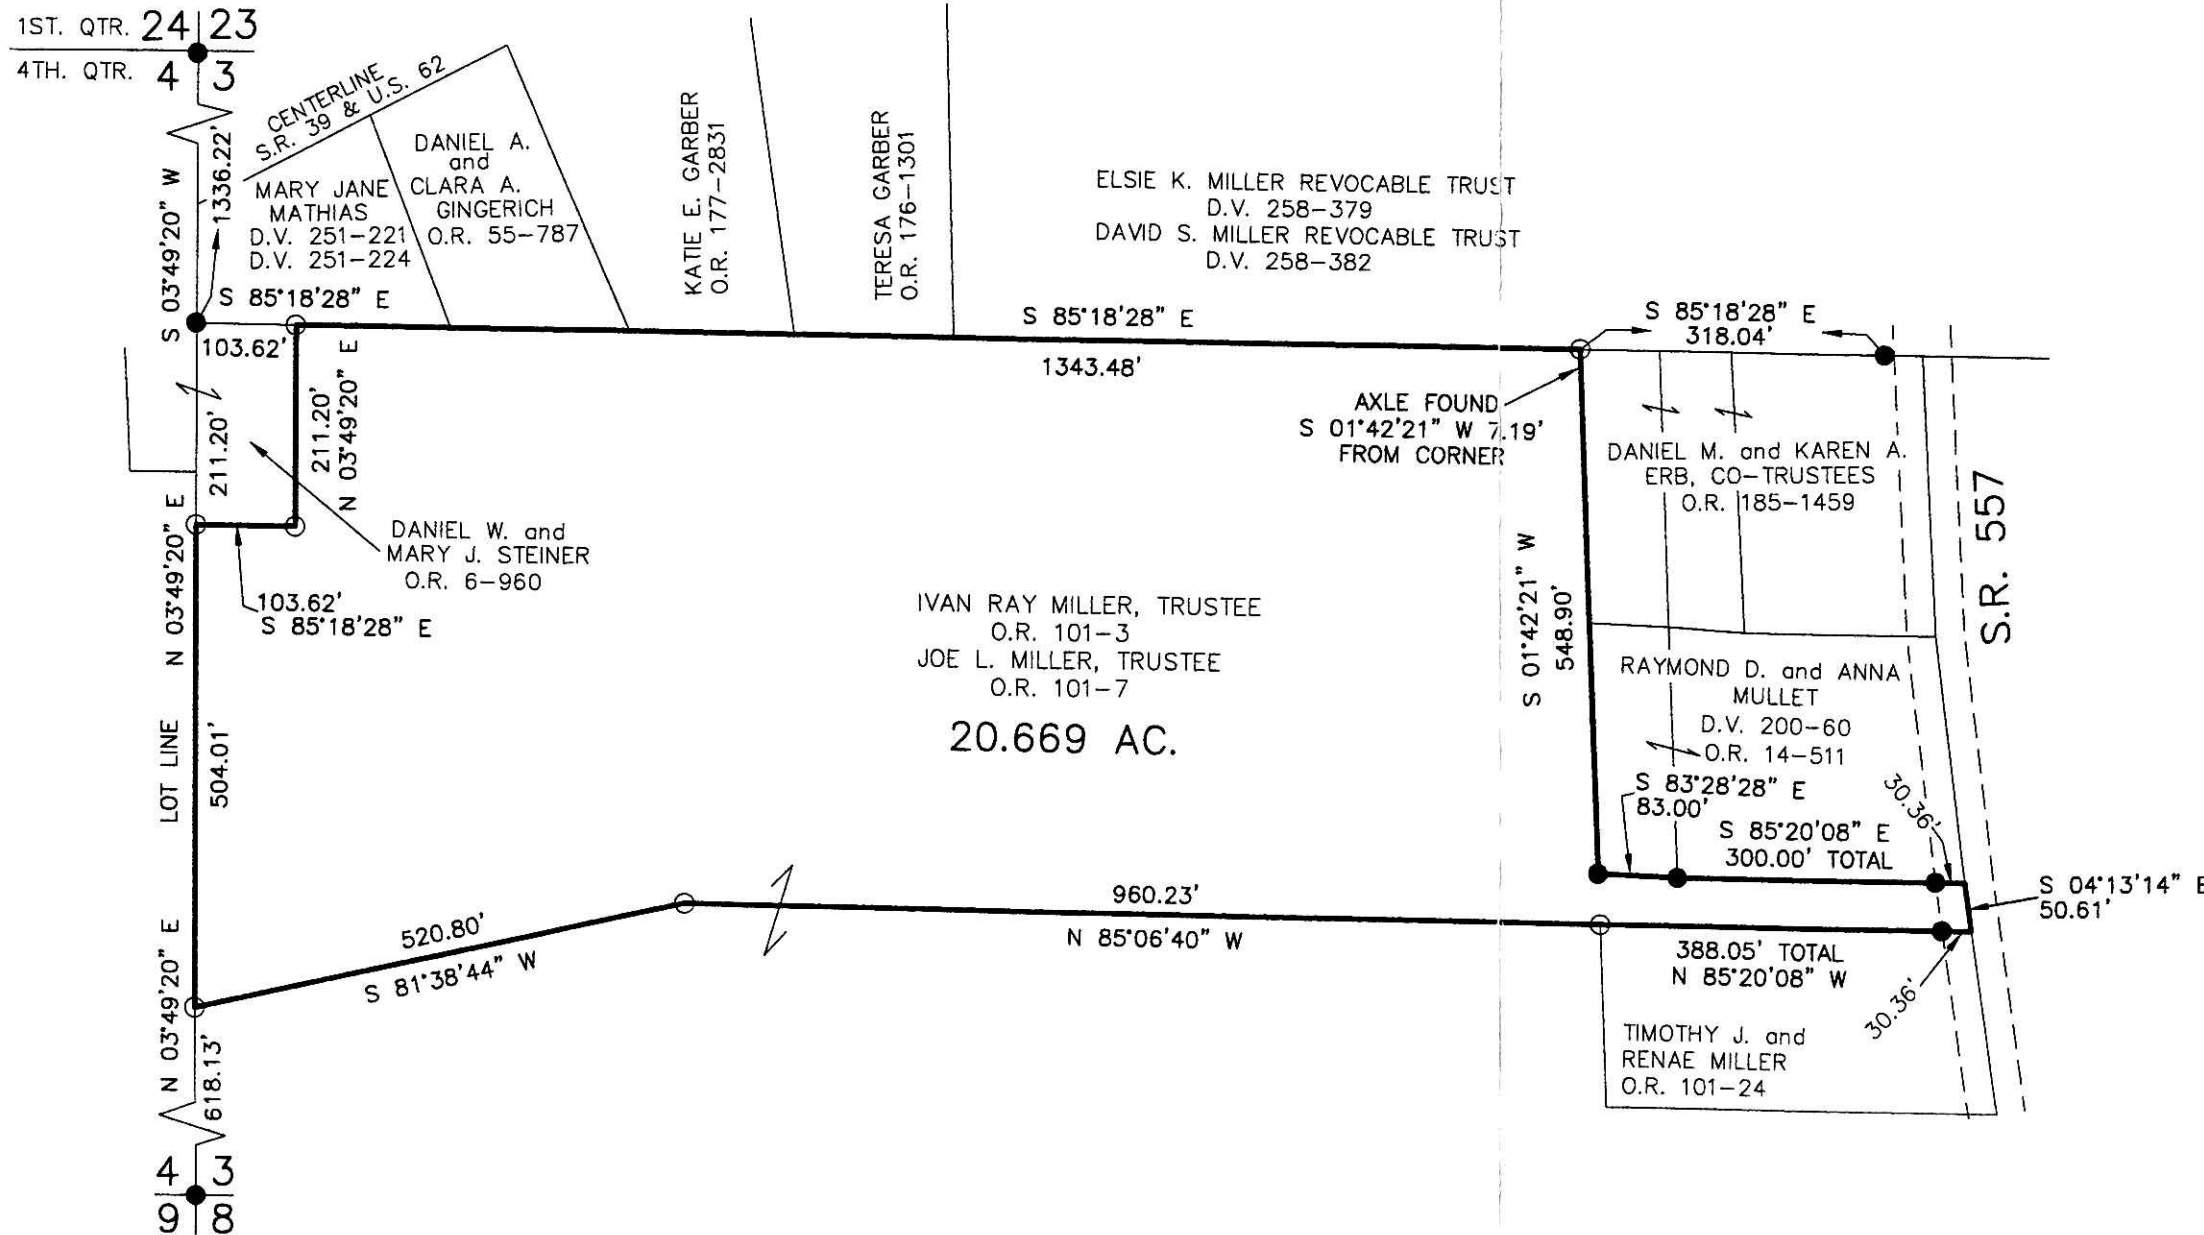 1ST. QTR. 24 23
4TH. QTR. 4 3
CENTERLINE
S.R. 39 & U.S. 62
S 03°49'20" W
1336.22'
MARY JANE
MATHIAS
D.V. 251-221
D.V. 251-224
DANIEL A.
and
CLARA A.
GINGERICH
O.R. 55-787
KATIE E. GARBER
O.R. 177-2831
TERESA GARBER
O.R. 176-1301
ELSIE K. MILLER REVOCABLE TRUST
D.V. 258-379
DAVID S. MILLER REVOCABLE TRUST
D.V. 258-382
S 85°18'28" E
103.62'
S 85°18'28" E
1343.48'
S 85°18'28" E
318.04'
211.20'
211.20'
N 03°49'20" E
AXLE FOUND
S 01°42'21" W 7.19'
FROM CORNER
DANIEL M. and KAREN A.
ERB, CO-TRUSTEES
O.R. 185-1459
S.R. 557
DANIEL W. and
MARY J. STEINER
O.R. 6-960
103.62'
S 85°18'28" E
N 03°49'20" E
LOT LINE
504.01'
IVAN RAY MILLER, TRUSTEE
O.R. 101-3
JOE L. MILLER, TRUSTEE
O.R. 101-7
20.669 AC.
S 01°42'21" W
548.90'
RAYMOND D. and ANNA
MULLET
D.V. 200-60
O.R. 14-511
S 83°28'28" E
83.00'
S 85°20'08" E
300.00' TOTAL
30.36'
S 04°13'14" E
50.61'
520.80'
S 81°38'44" W
960.23'
N 85°06'40" W
388.05' TOTAL
N 85°20'08" W
30.36'
N 03°49'20" E
618.13'
TIMOTHY J. and
RENAE MILLER
O.R. 101-24
4 3
9 8